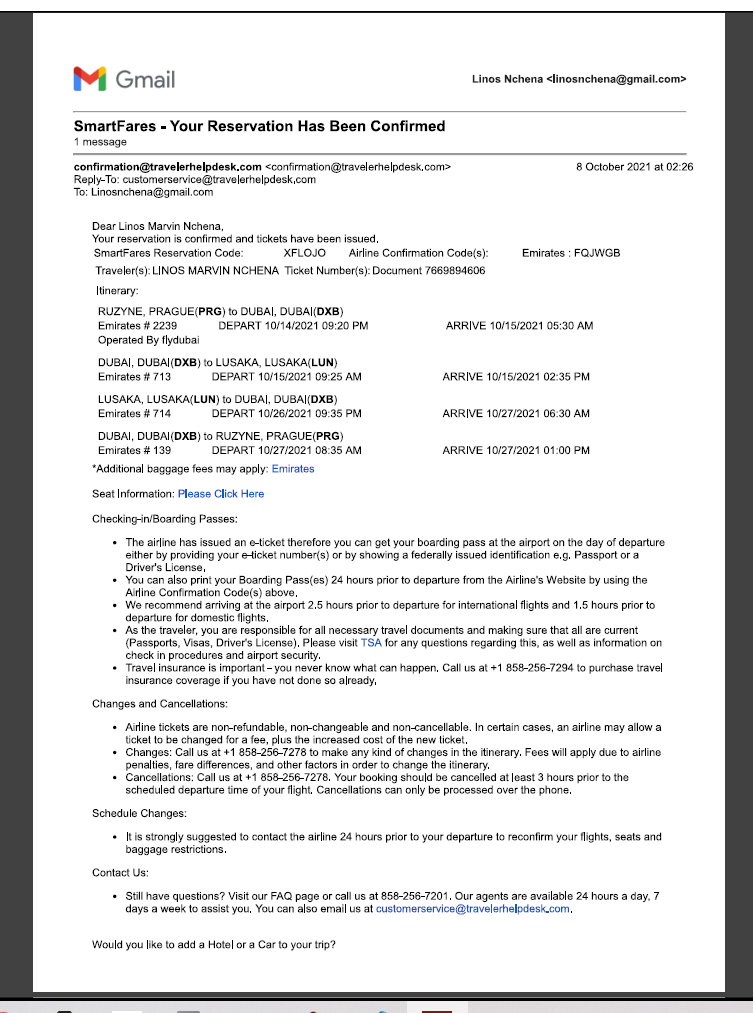 Gmail
Linos Nchena <linosnchena@gmail.com>
SmartFares - Your Reservation Has Been Confirmed
1 message
confirmation@travelerhelpdesk.com <confirmation@travelerhelpdesk.com> 8 October 2021 at 02:26
Reply-To: customerservice@travelerhelpdesk.com
To: Linosnchena@gmail.com
Dear Linos Marvin Nchena,
Your reservation is confirmed and tickets have been issued.
SmartFares Reservation Code: XFLOJO Airline Confirmation Code(s): Emirates : FQJWGB
Traveler(s): LINOS MARVIN NCHENA Ticket Number(s): Document 7669894606
Itinerary:
RUZYNE, PRAGUE(PRG) to DUBAI, DUBAI(DXB)
Emirates # 2239 DEPART 10/14/2021 09:20 PM ARRIVE 10/15/2021 05:30 AM
Operated By flydubai
DUBAI, DUBAI(DXB) to LUSAKA, LUSAKA(LUN)
Emirates # 713 DEPART 10/15/2021 09:25 AM ARRIVE 10/15/2021 02:35 PM
LUSAKA, LUSAKA(LUN) to DUBAI, DUBAI(DXB)
Emirates # 714 DEPART 10/26/2021 09:35 PM ARRIVE 10/27/2021 06:30 AM
DUBAI, DUBAI(DXB) to RUZYNE, PRAGUE(PRG)
Emirates # 139 DEPART 10/27/2021 08:35 AM ARRIVE 10/27/2021 01:00 PM
*Additional baggage fees may apply: Emirates
Seat Information: Please Click Here
Checking-in/Boarding Passes:
• The airline has issued an e-ticket therefore you can get your boarding pass at the airport on the day of departure
either by providing your e-ticket number(s) or by showing a federally issued identification e.g. Passport or a
Driver's License.
• You can also print your Boarding Pass(es) 24 hours prior to departure from the Airline's Website by using the
Airline Confirmation Code(s) above.
• We recommend arriving at the airport 2.5 hours prior to departure for international flights and 1.5 hours prior to
departure for domestic flights.
• As the traveler, you are responsible for all necessary travel documents and making sure that all are current
(Passports, Visas, Driver's License). Please visit TSA for any questions regarding this, as well as information on
check in procedures and airport security.
• Travel insurance is important – you never know what can happen. Call us at +1 858-256-7294 to purchase travel
insurance coverage if you have not done so already.
Changes and Cancellations:
• Airline tickets are non-refundable, non-changeable and non-cancellable. In certain cases, an airline may allow a
ticket to be changed for a fee, plus the increased cost of the new ticket.
• Changes: Call us at +1 858-256-7278 to make any kind of changes in the itinerary. Fees will apply due to airline
penalties, fare differences, and other factors in order to change the itinerary.
• Cancellations: Call us at +1 858-256-7278. Your booking should be cancelled at least 3 hours prior to the
scheduled departure time of your flight. Cancellations can only be processed over the phone.
Schedule Changes:
• It is strongly suggested to contact the airline 24 hours prior to your departure to reconfirm your flights, seats and
baggage restrictions.
Contact Us:
• Still have questions? Visit our FAQ page or call us at 858-256-7201. Our agents are available 24 hours a day, 7
days a week to assist you. You can also email us at customerservice@travelerhelpdesk.com.
Would you like to add a Hotel or a Car to your trip?